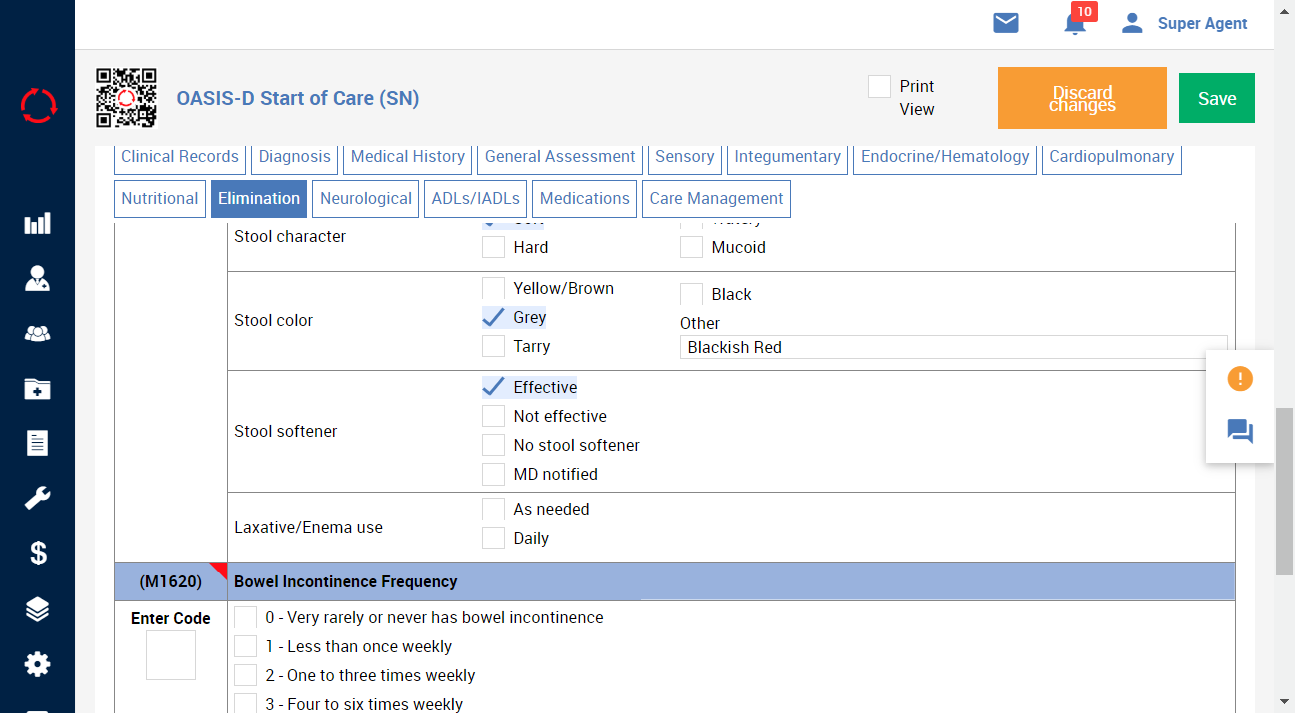 10
Super Agent
OASIS-D Start of Care (SN)
Print
View
Discard
changes
Save
Clinical Records
Diagnosis
Medical History
General Assessment
Sensory
Integumentary
Endocrine/Hematology
Cardiopulmonary
Nutritional
Elimination
Neurological
ADLs/IADLs
Medications
Care Management
Stool character
Hard
Mucoid
Stool color
Yellow/Brown
Black
Grey
Other
Tarry
Blackish Red
Stool softener
Effective
Not effective
No stool softener
MD notified
Laxative/Enema use
As needed
Daily
(M1620)
Bowel Incontinence Frequency
Enter Code
0 - Very rarely or never has bowel incontinence
1 - Less than once weekly
2 - One to three times weekly
3 - Four to six times weekly